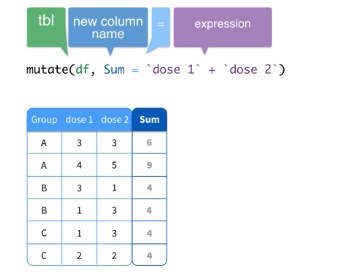 tbl
new column
name
=
expression
mutate(df, Sum = `dose 1` + `dose 2`)
Group dose 1 dose 2 Sum
A 3 3 6
A 4 5 9
B 3 1 4
B 1 3 4
C 1 3 4
C 2 2 4